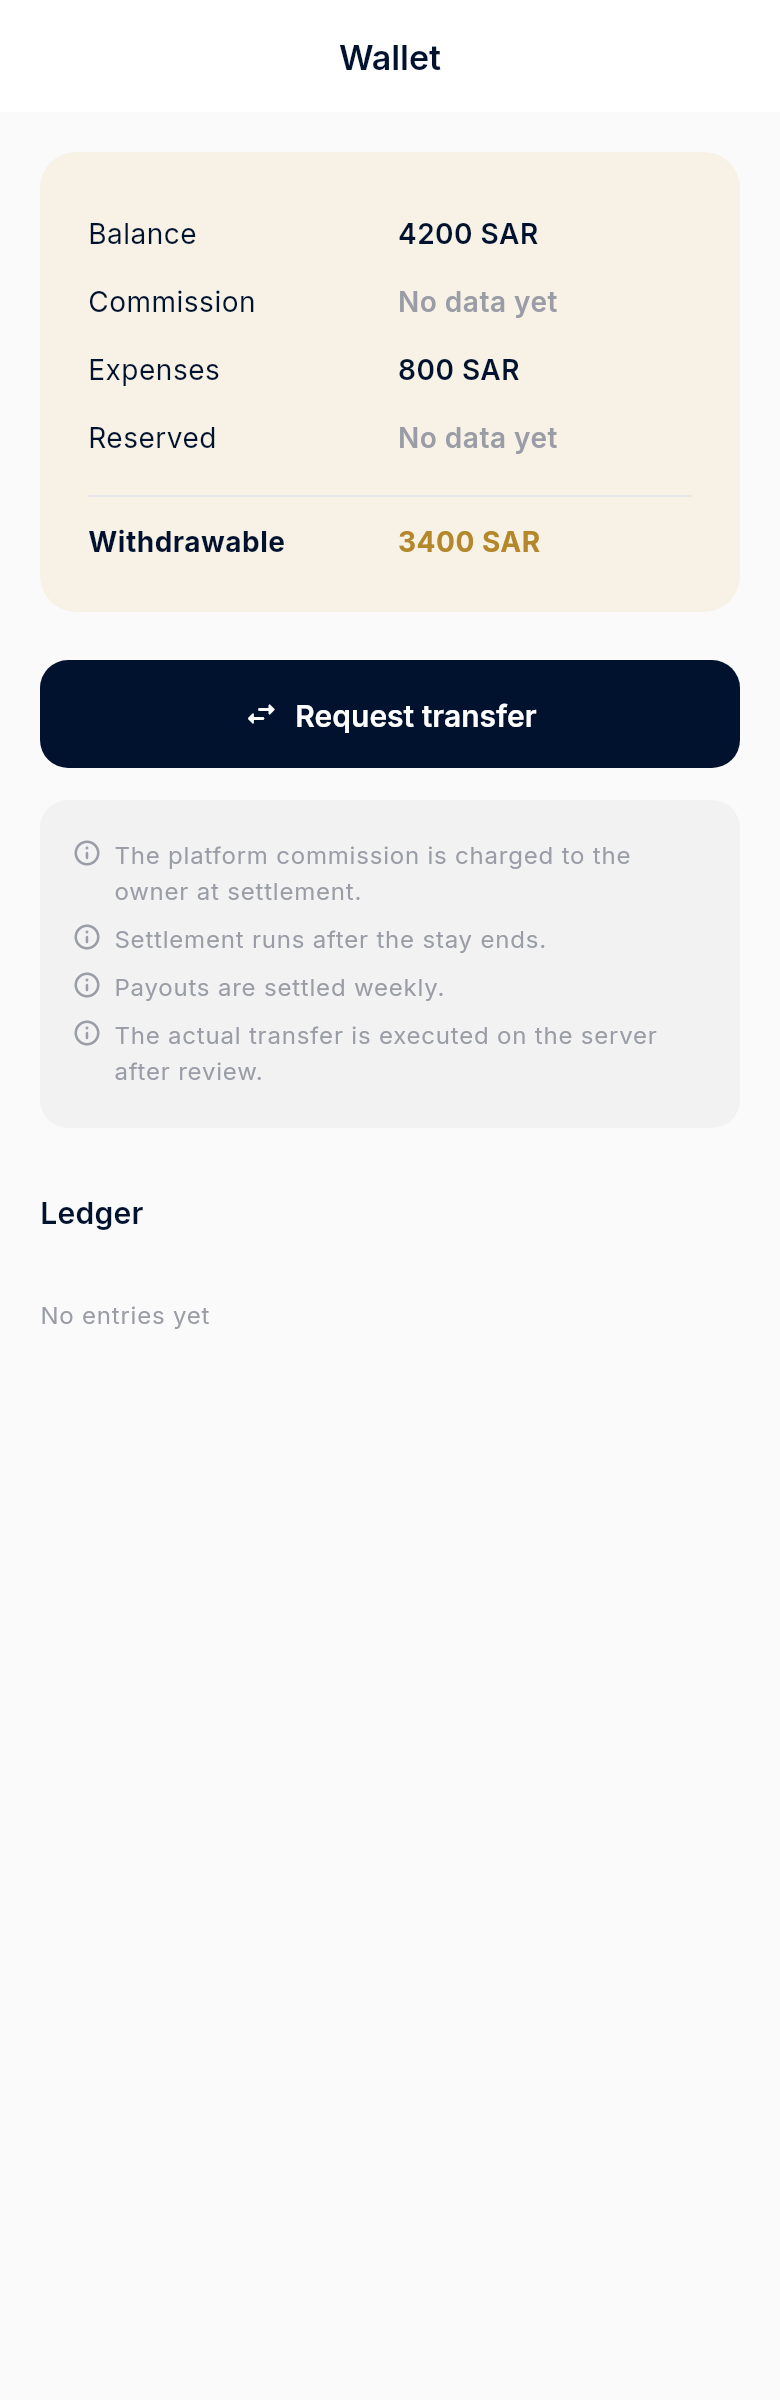 Wallet
Balance 4200 SAR
Commission No data yet
Expenses 800 SAR
Reserved No data yet
Withdrawable 3400 SAR
Request transfer
The platform commission is charged to the
owner at settlement.
Settlement runs after the stay ends.
Payouts are settled weekly.
The actual transfer is executed on the server
after review.
Ledger
No entries yet